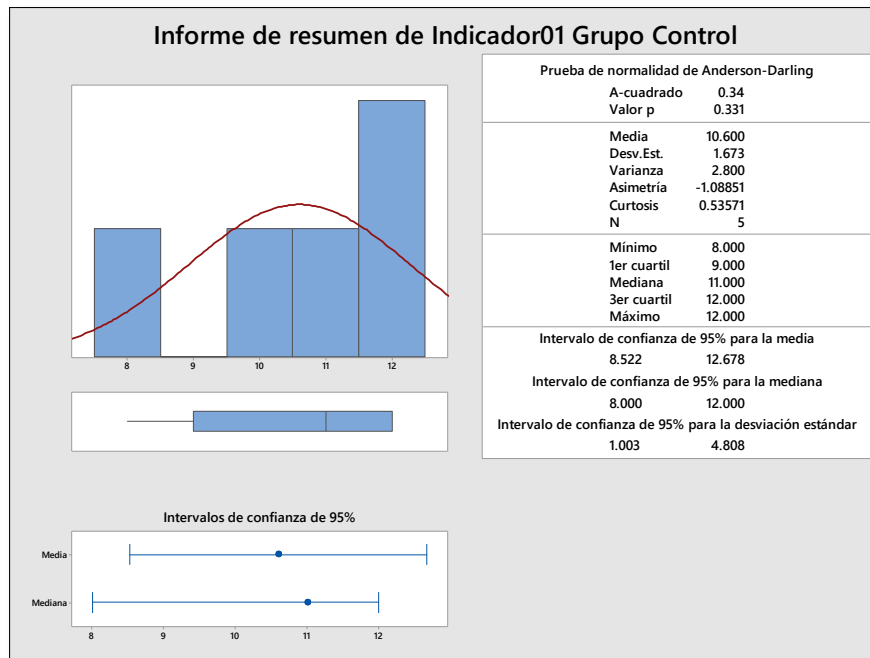 Informe de resumen de Indicador01 Grupo Control
8 9 10 11 12
Intervalos de confianza de 95%
Media
Mediana
8 9 10 11 12
Prueba de normalidad de Anderson-Darling
A-cuadrado 0.34
Valor p 0.331
Media 10.600
Desv.Est. 1.673
Varianza 2.800
Asimetría -1.08851
Curtosis 0.53571
N 5
Mínimo 8.000
1er cuartil 9.000
Mediana 11.000
3er cuartil 12.000
Máximo 12.000
Intervalo de confianza de 95% para la media
8.522 12.678
Intervalo de confianza de 95% para la mediana
8.000 12.000
Intervalo de confianza de 95% para la desviación estándar
1.003 4.808